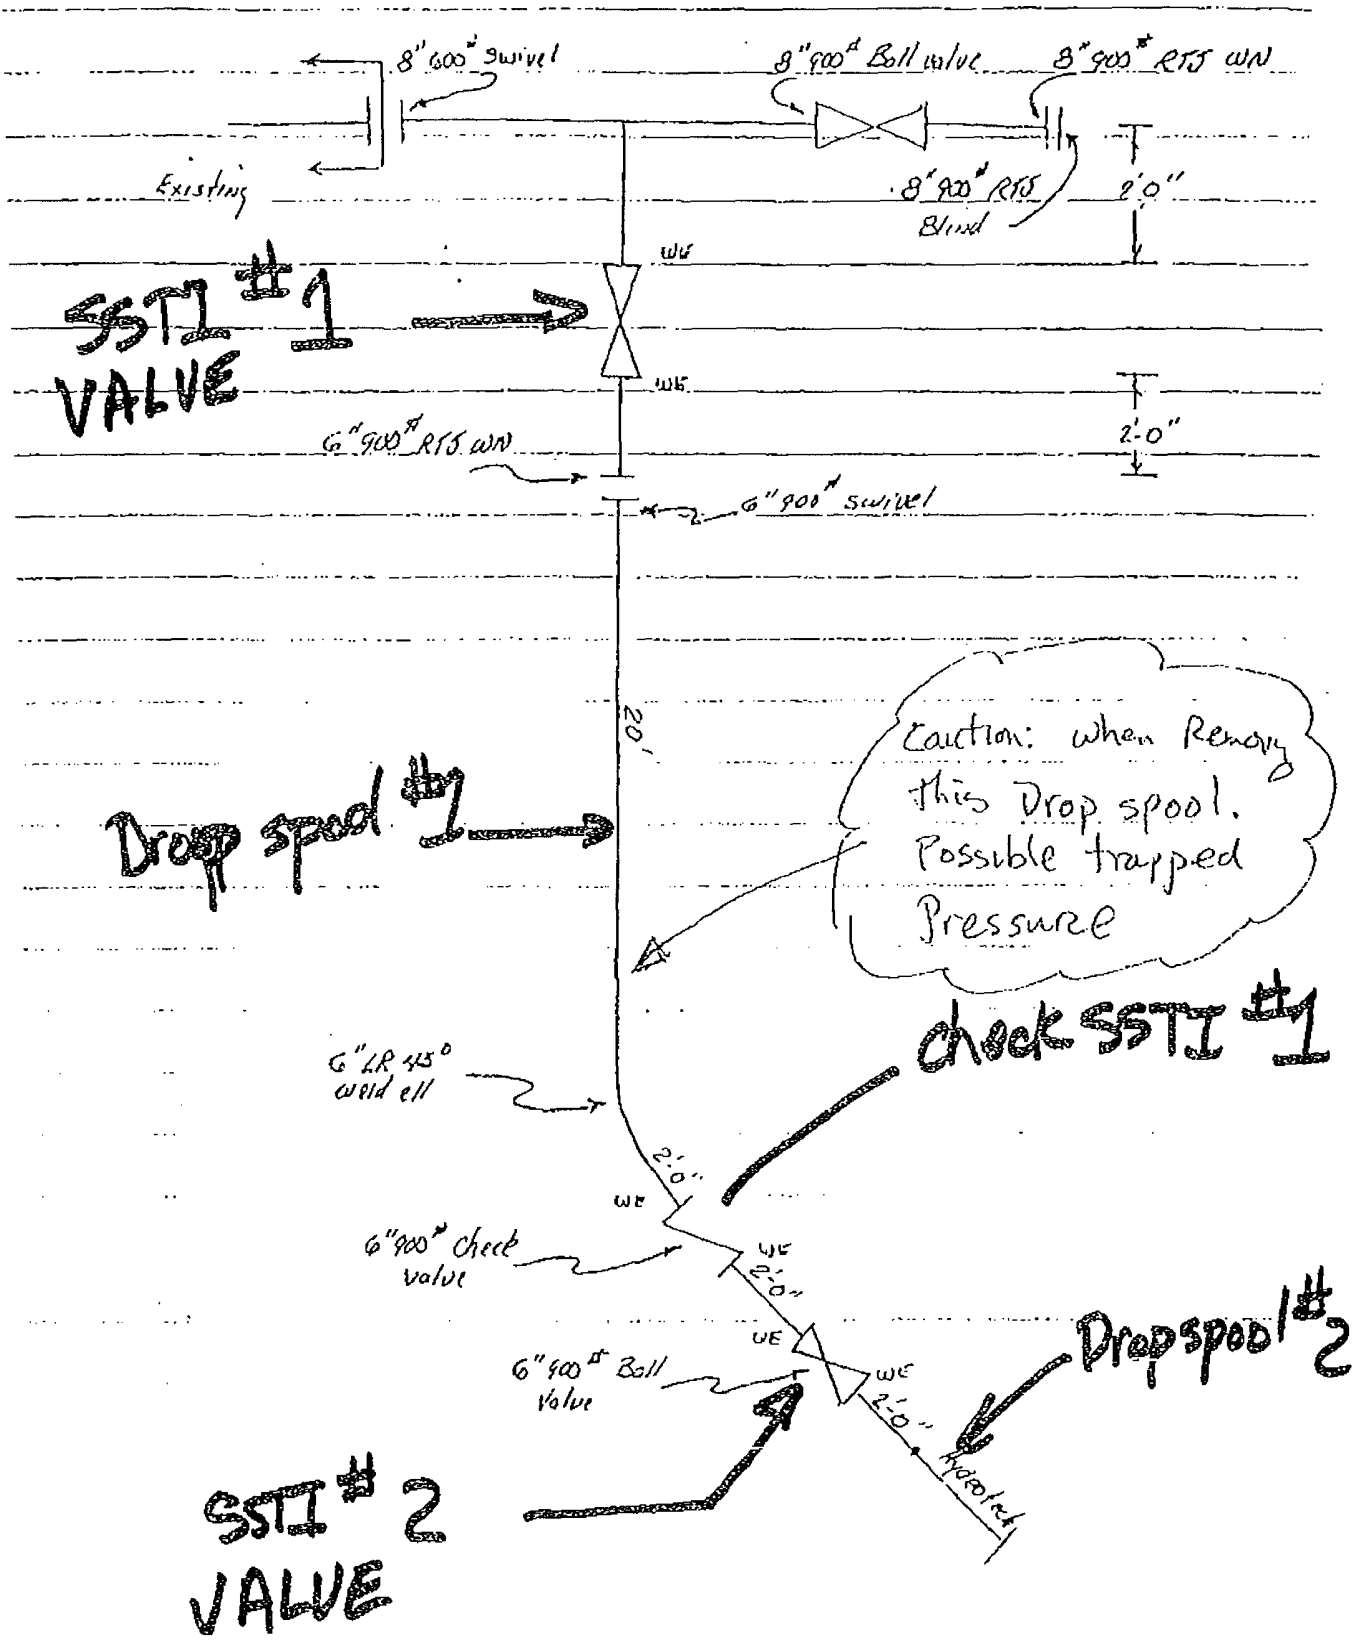 8" 600# Swivel
8" 900# Ball valve
8" 900# RTJ WN
Existing
8" 900# RTJ
Blind
2'0"
SSTI #1
VALVE
WE
WE
6" 900# RTJ WN
2'-0"
6" 900# swivel
20'
Caution: when Removing
this Drop spool.
Possible trapped
Pressure
Drop spool #1
check SSTI #1
6" LR 45°
weld ell
2'-0"
WE
6" 900# Check
valve
WE
2'-0"
WE
6" 900# Ball
Valve
WE
2'-0"
Dropspool #2
Hydrotech
SSTI #2
VALVE